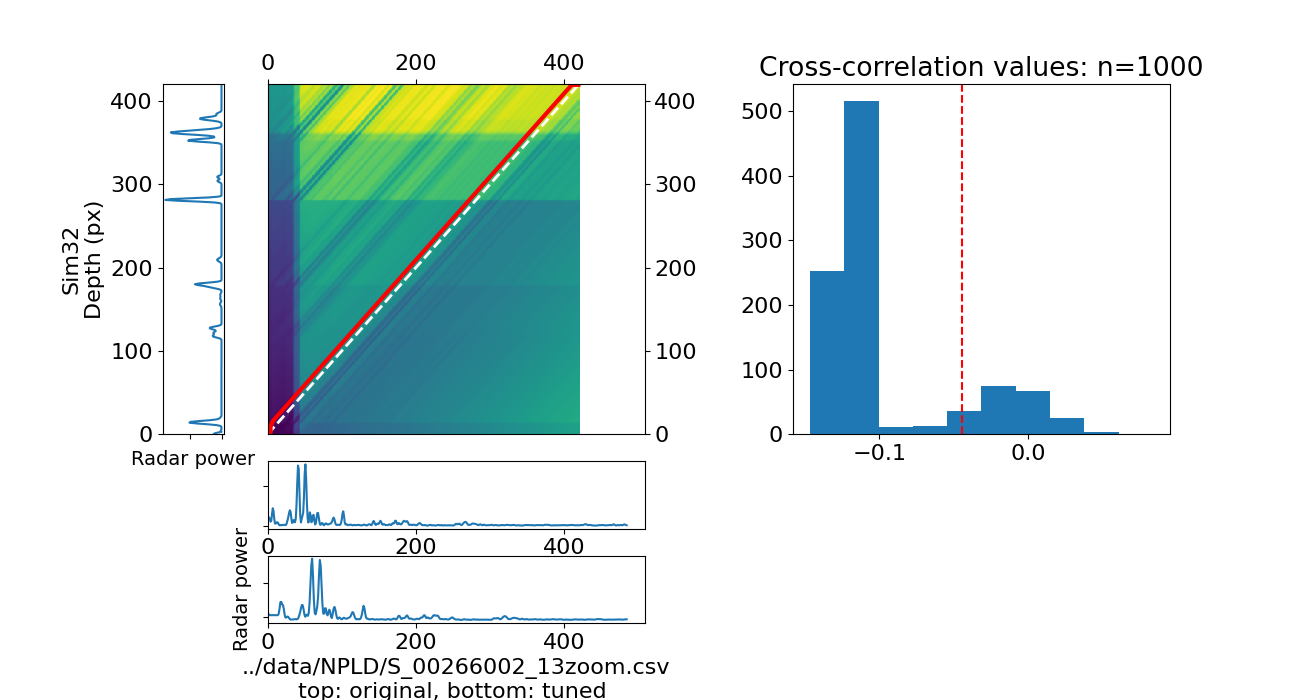 0 200 400
Cross-correlation values: n=1000
400
300
200
100
0
Sim32
Depth (px)
400
300
200
100
0
500
400
300
200
100
0
−0.1 0.0
Radar power
0 200 400
Radar power
0 200 400
../data/NPLD/S_00266002_13zoom.csv
top: original, bottom: tuned